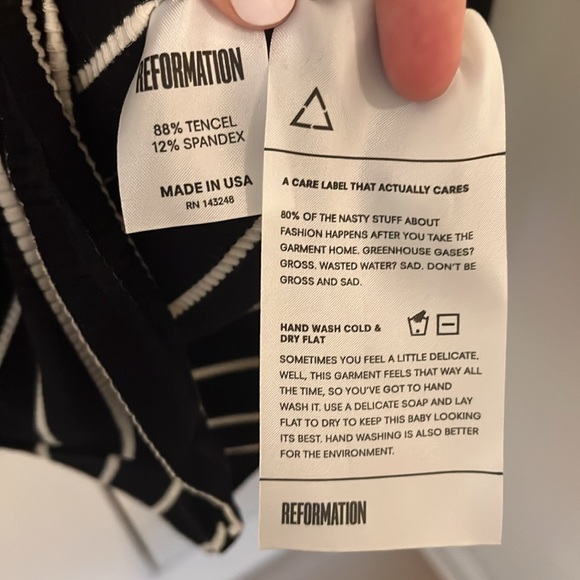 REFORMATION
88% TENCEL
12% SPANDEX
MADE IN USA
RN 143248
A CARE LABEL THAT ACTUALLY CARES
80% OF THE NASTY STUFF ABOUT
FASHION HAPPENS AFTER YOU TAKE THE
GARMENT HOME. GREENHOUSE GASES?
GROSS. WASTED WATER? SAD. DON'T BE
GROSS AND SAD.
HAND WASH COLD &
DRY FLAT
SOMETIMES YOU FEEL A LITTLE DELICATE.
WELL, THIS GARMENT FEELS THAT WAY ALL
THE TIME, SO YOU'VE GOT TO HAND
WASH IT. USE A DELICATE SOAP AND LAY
FLAT TO DRY TO KEEP THIS BABY LOOKING
ITS BEST. HAND WASHING IS ALSO BETTER
FOR THE ENVIRONMENT.
REFORMATION